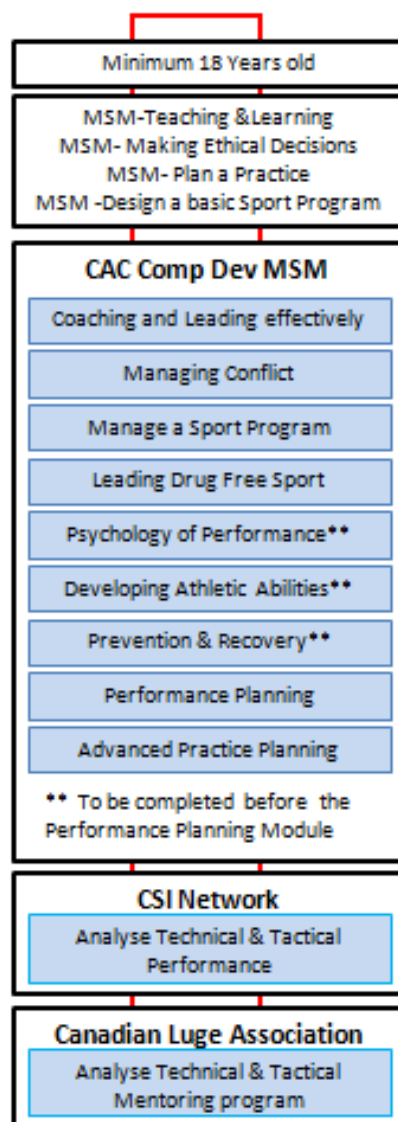 Minimum 18 Years old
MSM-Teaching &Learning
MSM- Making Ethical Decisions
MSM- Plan a Practice
MSM -Design a basic Sport Program
CAC Comp Dev MSM
Coaching and Leading effectively
Managing Conflict
Manage a Sport Program
Leading Drug Free Sport
Psychology of Performance**
Developing Athletic Abilities**
Prevention & Recovery**
Performance Planning
Advanced Practice Planning
** To be completed before the
Performance Planning Module
CSI Network
Analyse Technical & Tactical
Performance
Canadian Luge Association
Analyse Technical & Tactical
Mentoring program